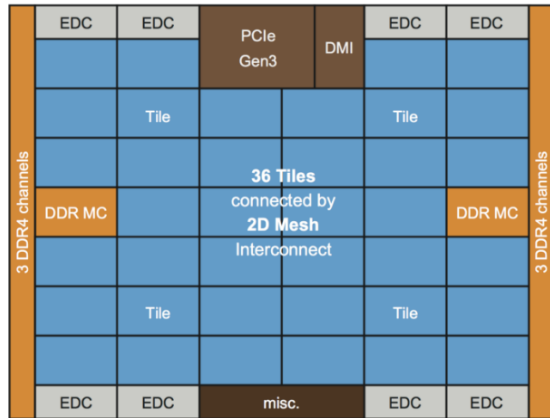 EDC
EDC
PCIe
Gen3
DMI
EDC
EDC
Tile
Tile
3 DDR4 channels
36 Tiles
connected by
2D Mesh
Interconnect
DDR MC
DDR MC
3 DDR4 channels
Tile
Tile
EDC
EDC
misc.
EDC
EDC